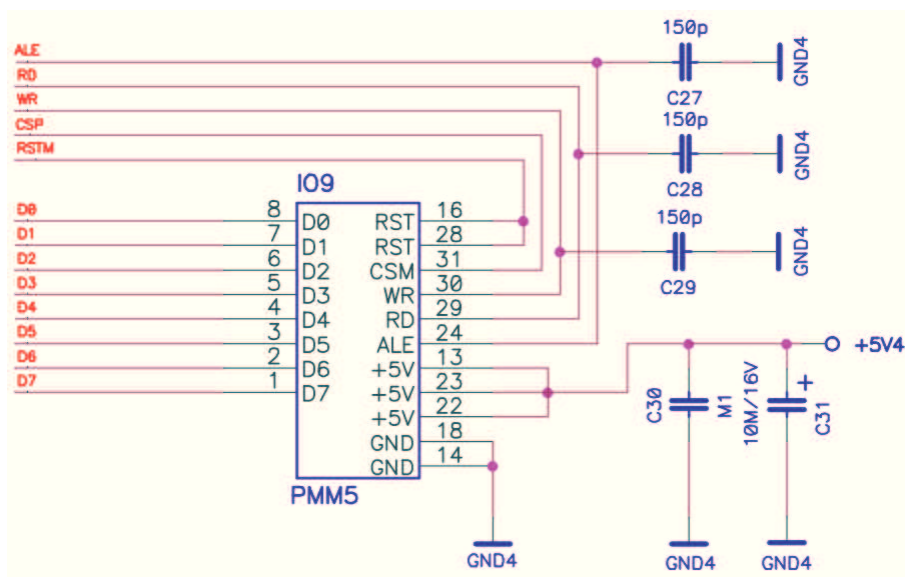 150p
ALE
GND4
RD
C27
WR
150p
CSP
GND4
RSTM
IO9
C28
150p
D0 8 D0 RST 16
D1 7 D1 RST 28
GND4
D2 6 D2 CSM 31
D3 5 D3 WR 30
C29
D4 4 D4 RD 29
D5 3 D5 ALE 24
+5V4
D6 2 D6 +5V 13
D7 1 D7 +5V 23
+5V 22
C30
M1
10M/16V
+
C31
GND 18
GND 14
PMM5
GND4
GND4
GND4